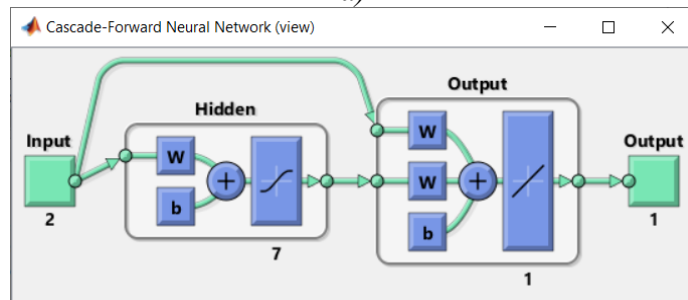 a)
Cascade-Forward Neural Network (view)
Hidden
Output
Input
Output
W
W
W
b
b
2
7
1
1